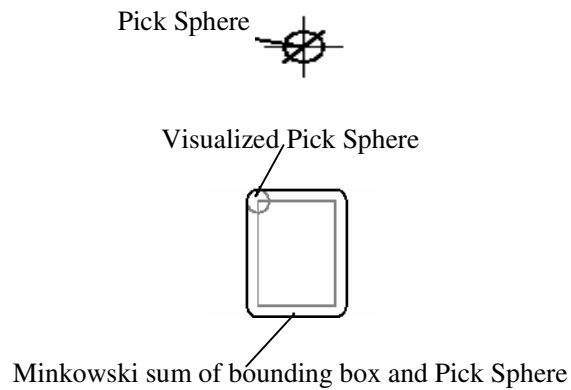 Pick Sphere
Visualized Pick Sphere
Minkowski sum of bounding box and Pick Sphere